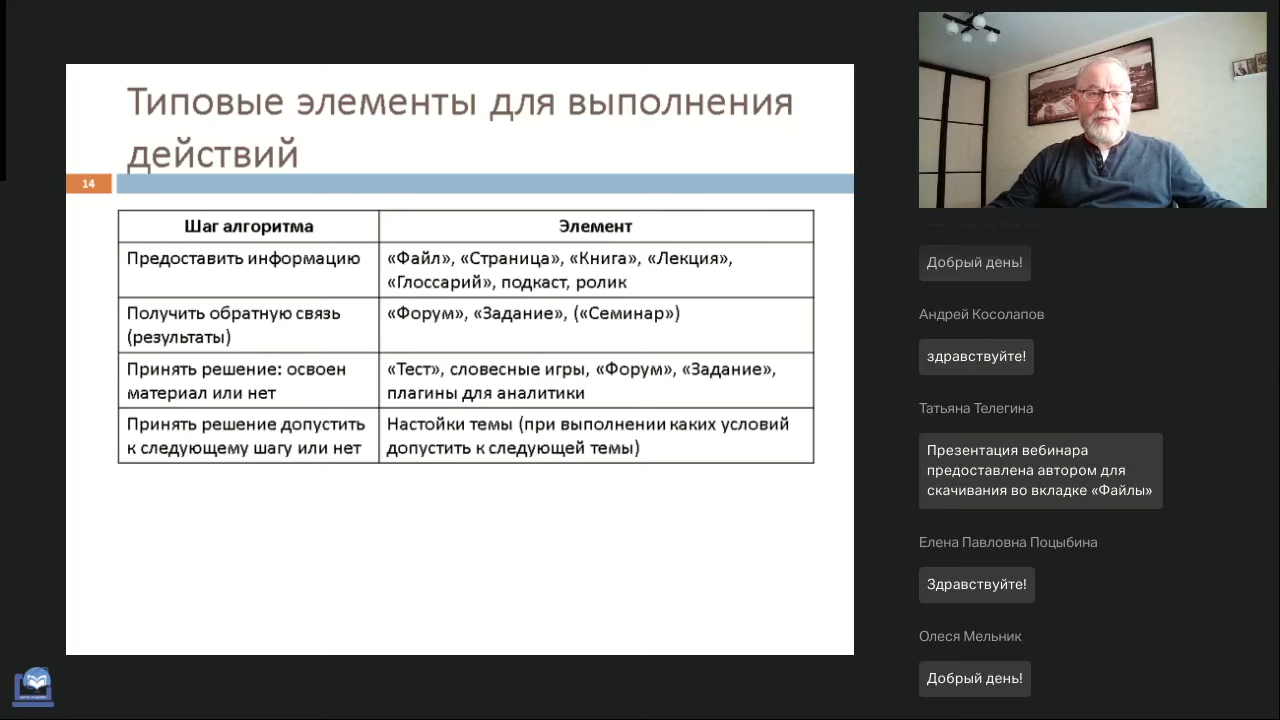 Типовые элементы для выполнения
действий
14
Шаг алгоритма
Элемент
Предоставить информацию
«Файл», «Страница», «Книга», «Лекция»,
«Глоссарий», подкаст, ролик
Получить обратную связь
(результаты)
«Форум», «Задание», («Семинар»)
Принять решение: освоен
материал или нет
«Тест», словесные игры, «Форум», «Задание»,
плагины для аналитики
Принять решение допустить
к следующему шагу или нет
Настойки темы (при выполнении каких условий
допустить к следующей темы)
Добрый день!
Андрей Косолапов
здравствуйте!
Татьяна Телегина
Презентация вебинара
предоставлена автором для
скачивания во вкладке «Файлы»
Елена Павловна Поцыбина
Здравствуйте!
Олеся Мельник
Добрый день!